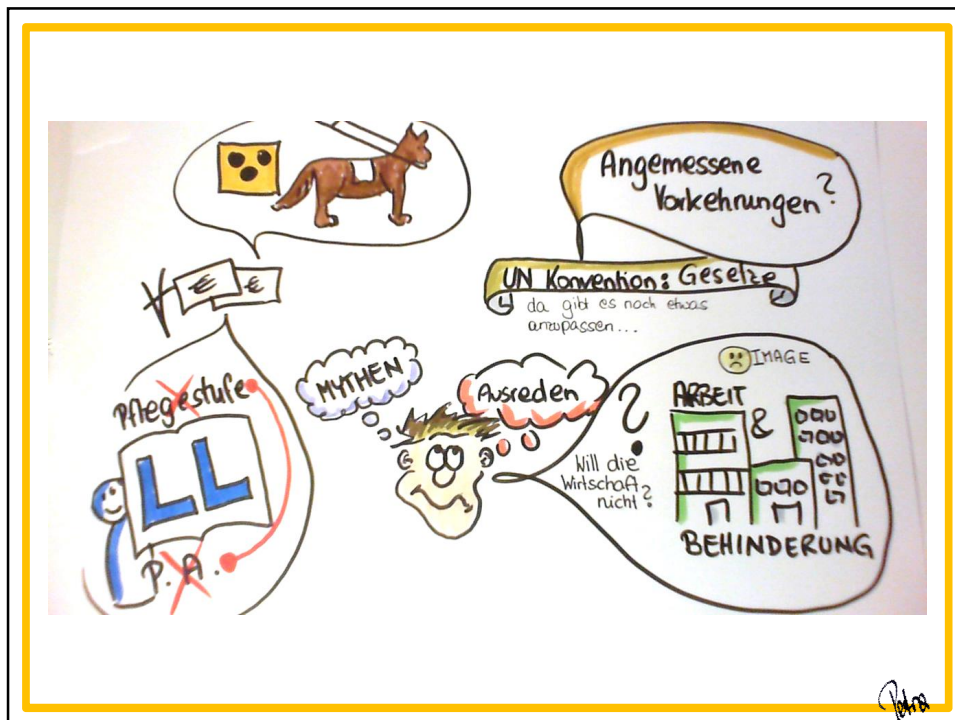 Angemessene
Vorkehrungen?
UN Konvention: Gesetze
da gibt es noch etwas
anzupassen...
€ €
Pflegestufe
LL
P.A.
MYTHEN
Ausreden
?
Will die
Wirtschaft
nicht?
IMAGE
ARBEIT
&
BEHINDERUNG
Petra